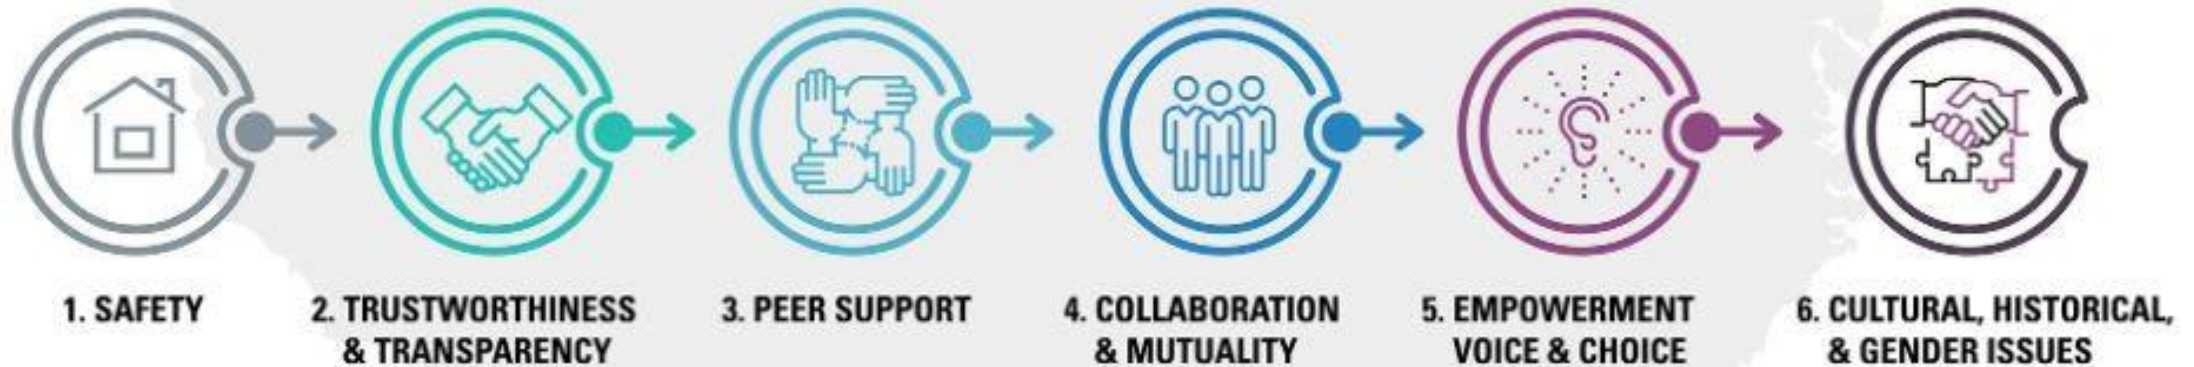 1. SAFETY
2. TRUSTWORTHINESS
& TRANSPARENCY
3. PEER SUPPORT
4. COLLABORATION
& MUTUALITY
5. EMPOWERMENT
VOICE & CHOICE
6. CULTURAL, HISTORICAL,
& GENDER ISSUES